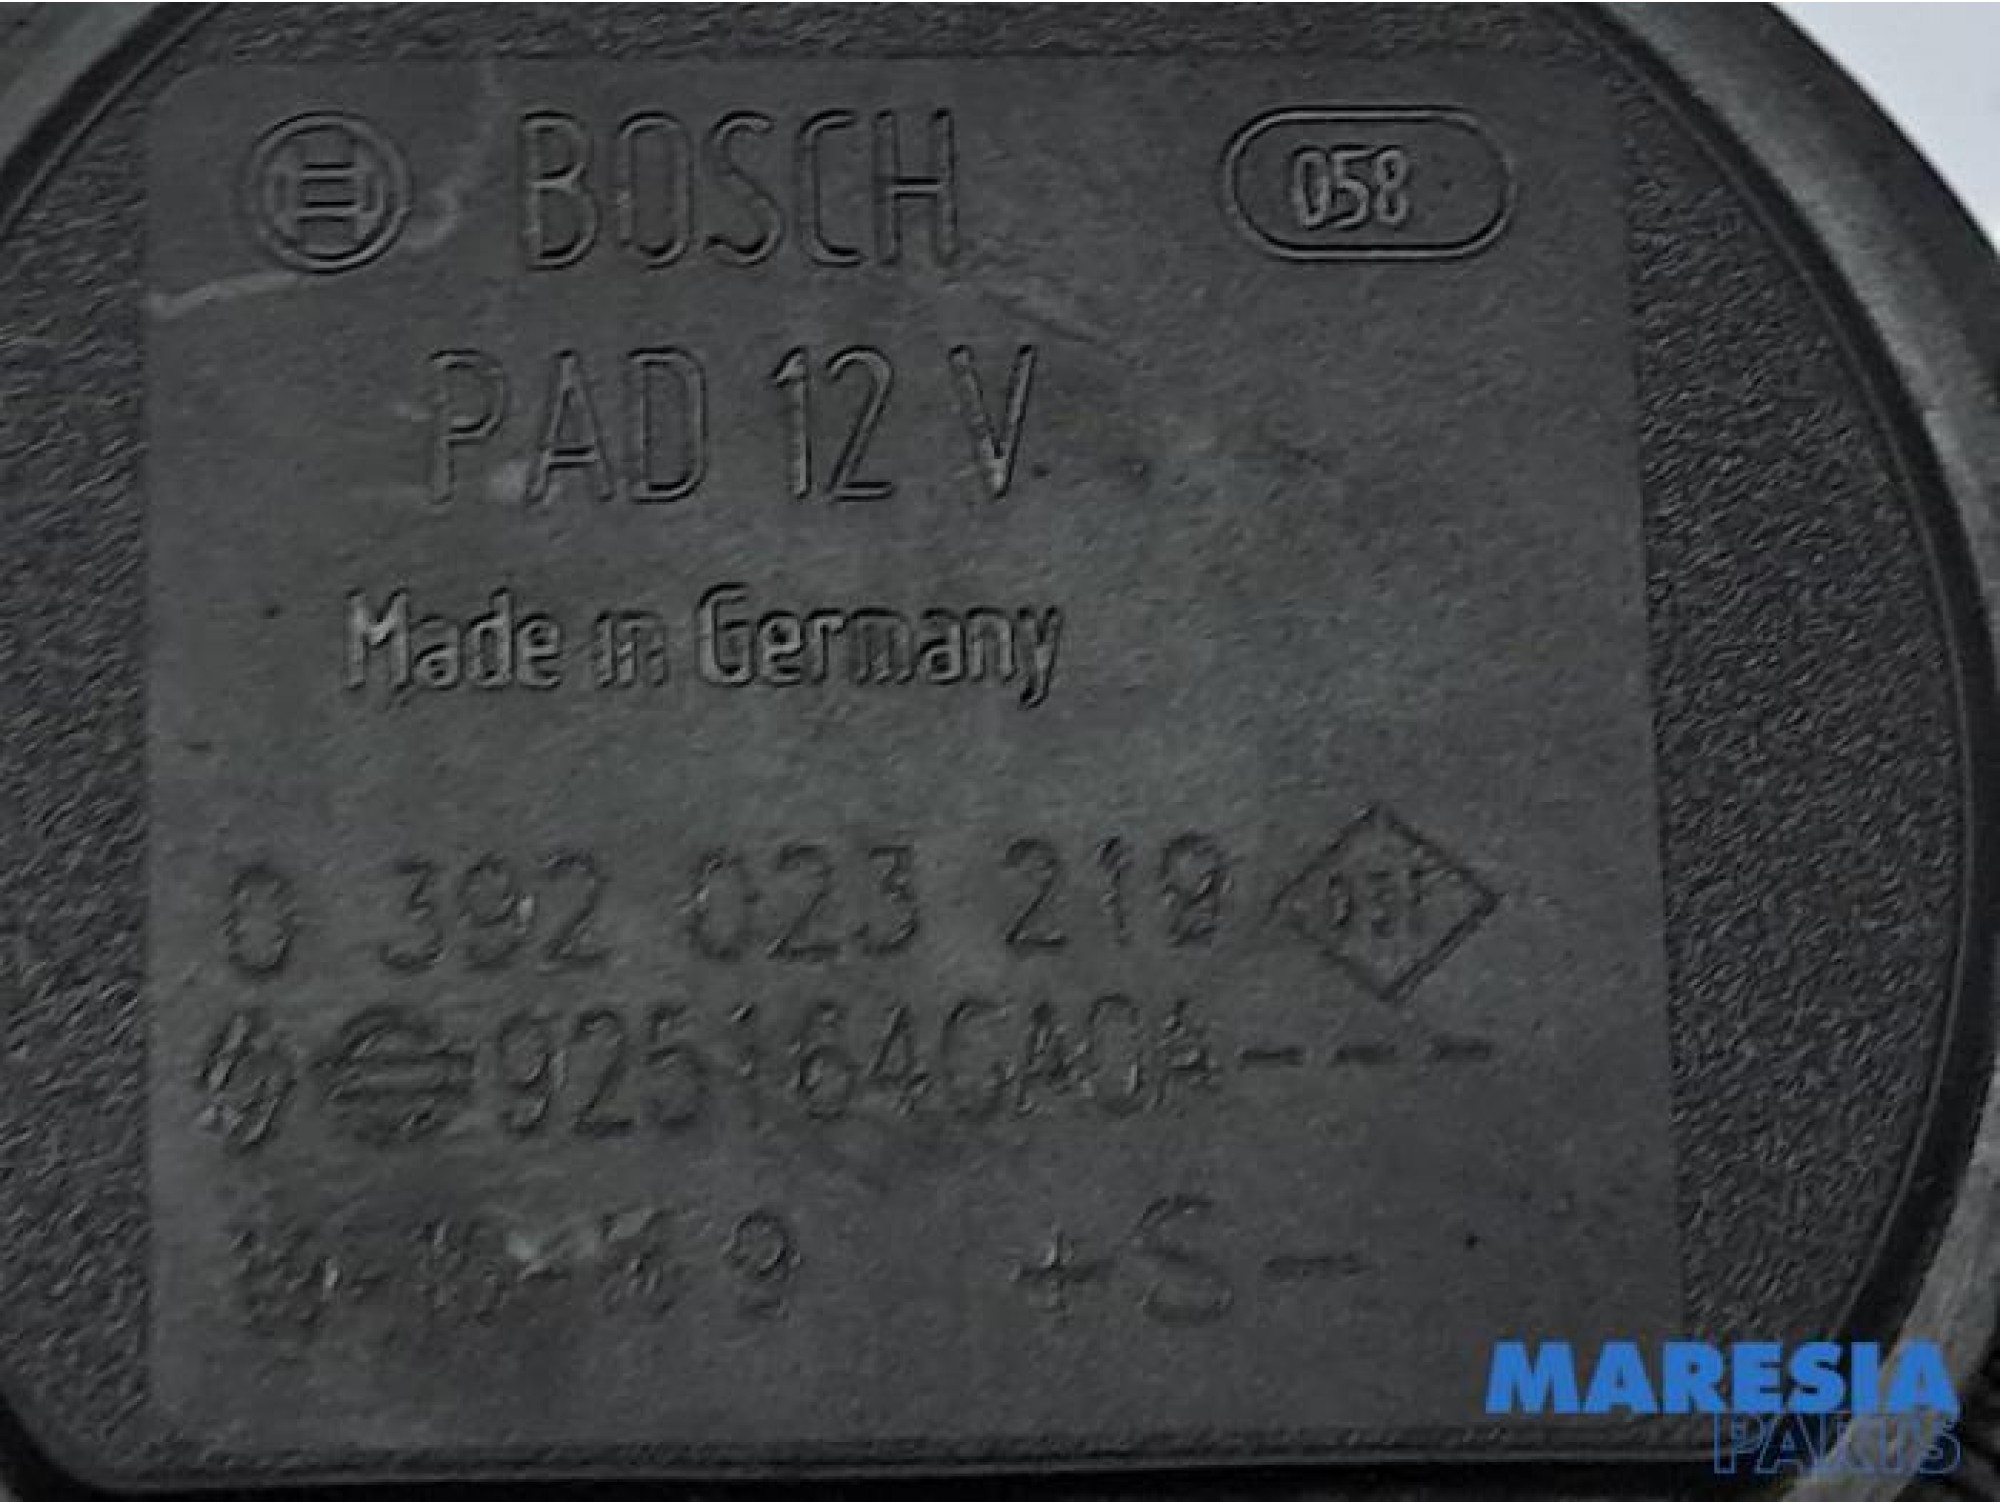 BOSCH 058
PAD 12 V
Made in Germany
0 392 023 219
+ S -
MARESIA
PARTS